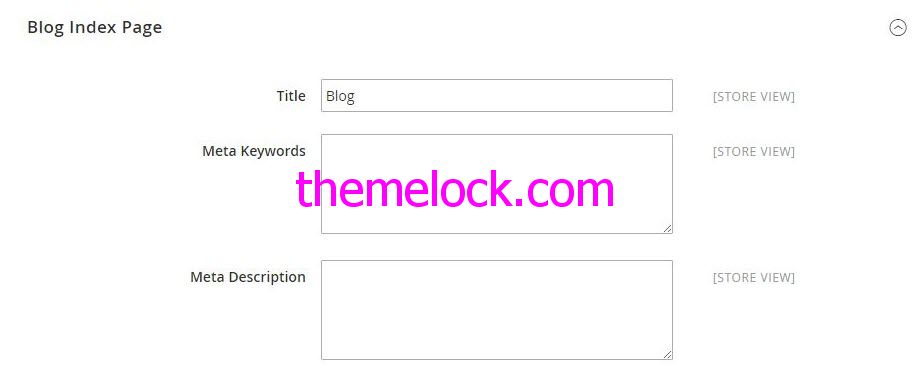 Blog Index Page
Title Blog [STORE VIEW]
Meta Keywords [STORE VIEW]
themelock.com
Meta Description [STORE VIEW]